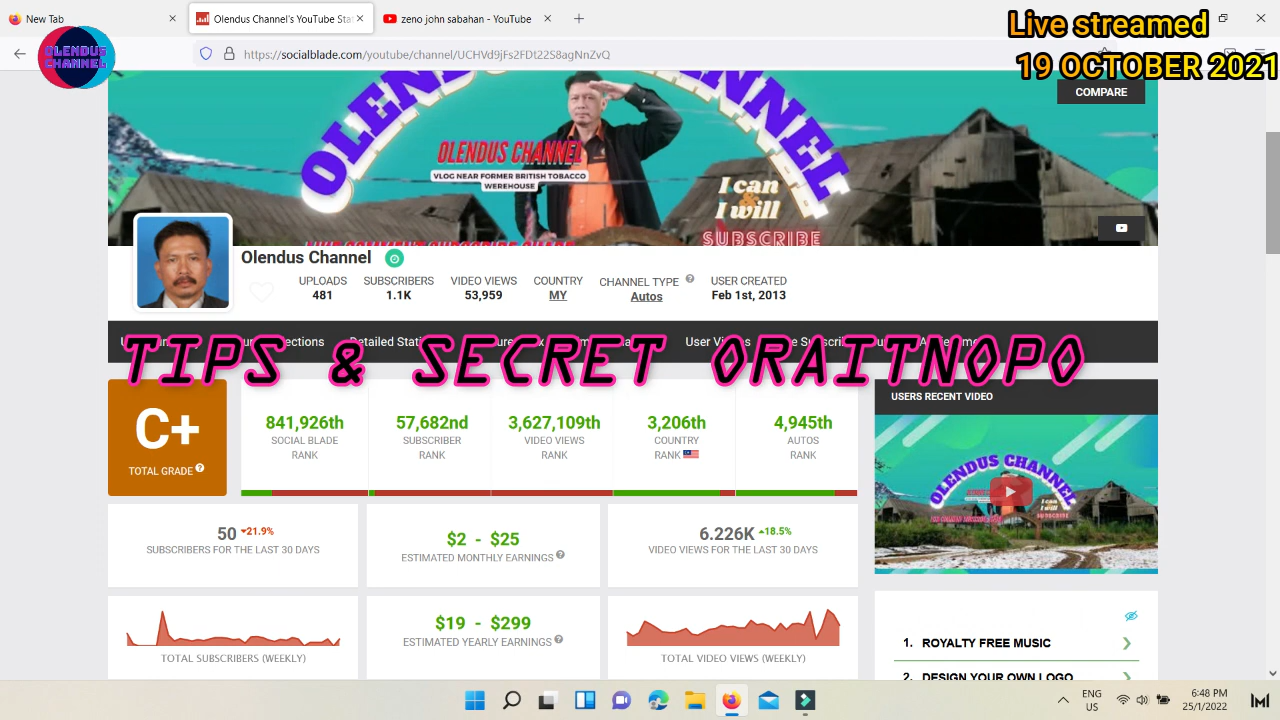 New Tab
Olendus Channel's YouTube Sta
zeno john sabahan - YouTube
Live streamed
19 OCTOBER 2021
OLENDUS
CHANNEL
https://socialblade.com/youtube/channel/UCHVd9jFs2FDt22S8agNnZvQ
COMPARE
OLENDUS CHANNEL
OLENDUS CHANNEL
VLOG NEAR FORMER BRITISH TOBACCO
WEREHOUSE
I can
&
I will
SUBSCRIBE
Olendus Channel
UPLOADS
481
SUBSCRIBERS
1.1K
VIDEO VIEWS
53,959
COUNTRY
MY
CHANNEL TYPE
Autos
USER CREATED
Feb 1st, 2013
TIPS & SECRET ORAITNOPO
C+
TOTAL GRADE
841,926th
SOCIAL BLADE
RANK
57,682nd
SUBSCRIBER
RANK
3,627,109th
VIDEO VIEWS
RANK
3,206th
COUNTRY
RANK
4,945th
AUTOS
RANK
USERS RECENT VIDEO
OLENDUS CHANNEL
50 21.9%
SUBSCRIBERS FOR THE LAST 30 DAYS
$2 - $25
ESTIMATED MONTHLY EARNINGS
6.226K 18.5%
VIDEO VIEWS FOR THE LAST 30 DAYS
TOTAL SUBSCRIBERS (WEEKLY)
$19 - $299
ESTIMATED YEARLY EARNINGS
TOTAL VIDEO VIEWS (WEEKLY)
1. ROYALTY FREE MUSIC
2. DESIGN YOUR OWN LOGO
ENG
US
6:48 PM
25/1/2022